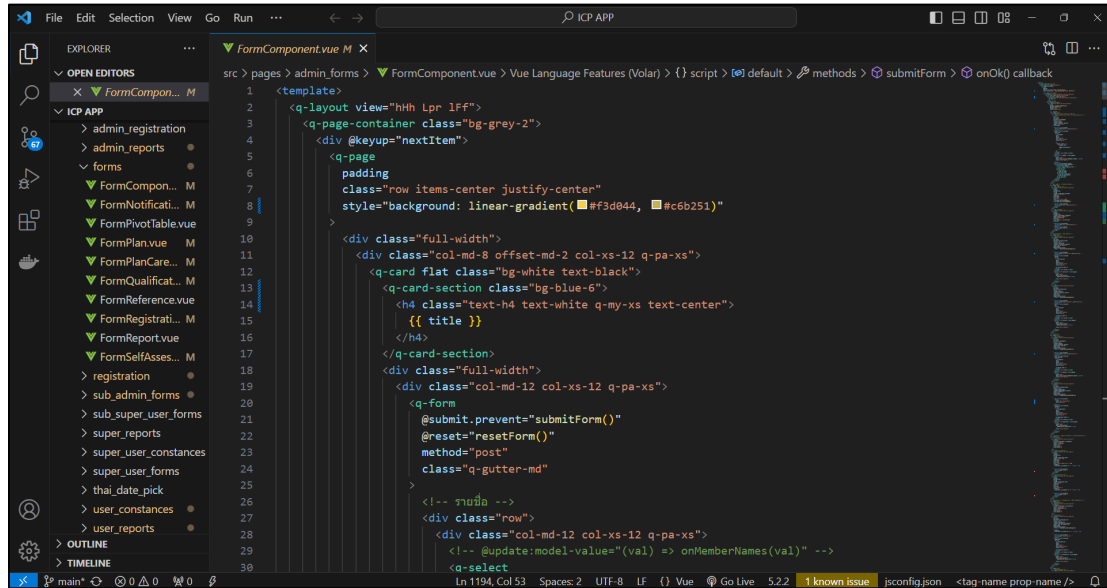 File Edit Selection View Go Run ··· ICP APP
EXPLORER ···
OPEN EDITORS
FormCompon... M
ICP APP
admin_registration
admin_reports
forms
FormCompon... M
FormNotificati... M
FormPivotTable.vue
FormPlan.vue M
FormPlanCare... M
FormQualificat... M
FormReference.vue
FormRegistrati... M
FormReport.vue
FormSelfAsses... M
registration
sub_admin_forms
sub_super_user_forms
super_reports
super_user_constances
super_user_forms
thai_date_pick
user_constances
user_reports
OUTLINE
TIMELINE
67
FormComponent.vue M
src > pages > admin_forms > FormComponent.vue > Vue Language Features (Volar) > {} script > default > methods > submitForm > onOk() callback
1 <template>
2 <q-layout view="hHh Lpr lFf">
3 <q-page-container class="bg-grey-2">
4 <div @keyup="nextItem">
5 <q-page
6 padding
7 class="row items-center justify-center"
8 style="background: linear-gradient(#f3d044, #c6b251)"
9 >
10 <div class="full-width">
11 <div class="col-md-8 offset-md-2 col-xs-12 q-pa-xs">
12 <q-card flat class="bg-white text-black">
13 <q-card-section class="bg-blue-6">
14 <h4 class="text-h4 text-white q-my-xs text-center">
15 {{ title }}
16 </h4>
17 </q-card-section>
18 <div class="full-width">
19 <div class="col-md-12 col-xs-12 q-pa-xs">
20 <q-form
21 @submit.prevent="submitForm()"
22 @reset="resetForm()"
23 method="post"
24 class="q-gutter-md"
25 >
26 <!-- รายชื่อ -->
27 <div class="row">
28 <div class="col-md-12 col-xs-12 q-pa-xs">
29 <!-- @update:model-value="(val) => onMemberNames(val)" -->
30 <q-select
main* 0 0 0 Ln 1194, Col 53 Spaces: 2 UTF-8 LF {} Vue Go Live 5.2.2 1 known issue jsconfig.json <tag-name prop-name />